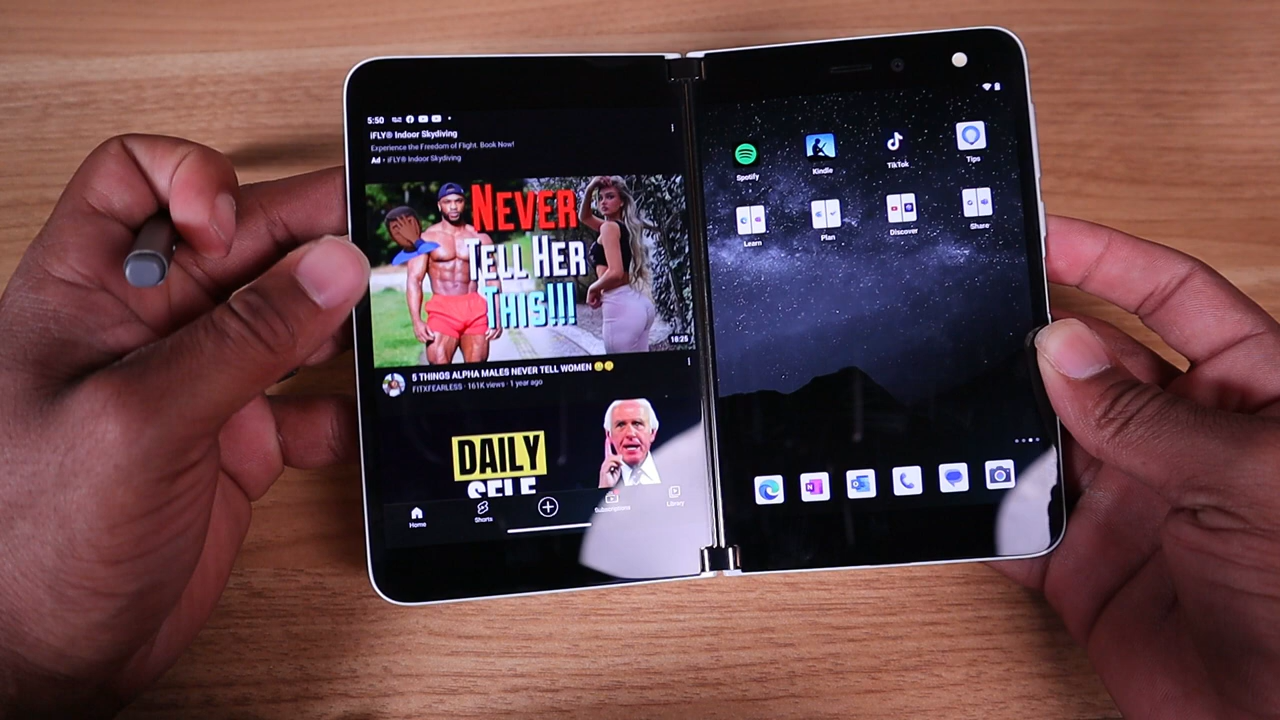 5:50
iFLY® Indoor Skydiving
Experience the Freedom of Flight. Book Now!
Ad • iFLY® Indoor Skydiving
NEVER
TELL HER
THIS!!!
18:25
5 THINGS ALPHA MALES NEVER TELL WOMEN
FITXFEARLESS · 161K views · 1 year ago
DAILY
SELF
Home
Shorts
Subscriptions
Library
Spotify
Kindle
TikTok
Tips
Learn
Plan
Discover
Share